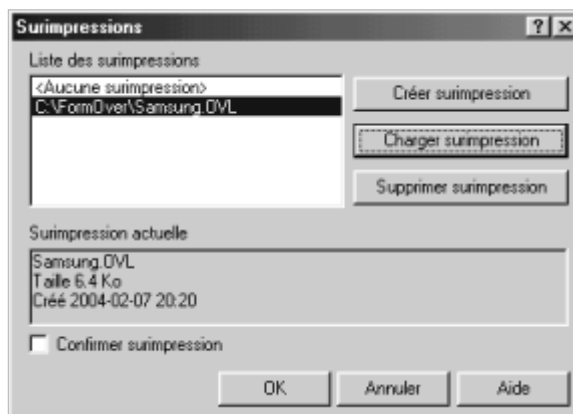 Surimpressions
Liste des surimpressions
<Aucune surimpression>
C:\FormOver\Samsung.OVL
Créer surimpression
Charger surimpression
Supprimer surimpression
Surimpression actuelle
Samsung.OVL
Taille 6.4 Ko
Créé 2004-02-07 20:20
Confirmer surimpression
OK
Annuler
Aide